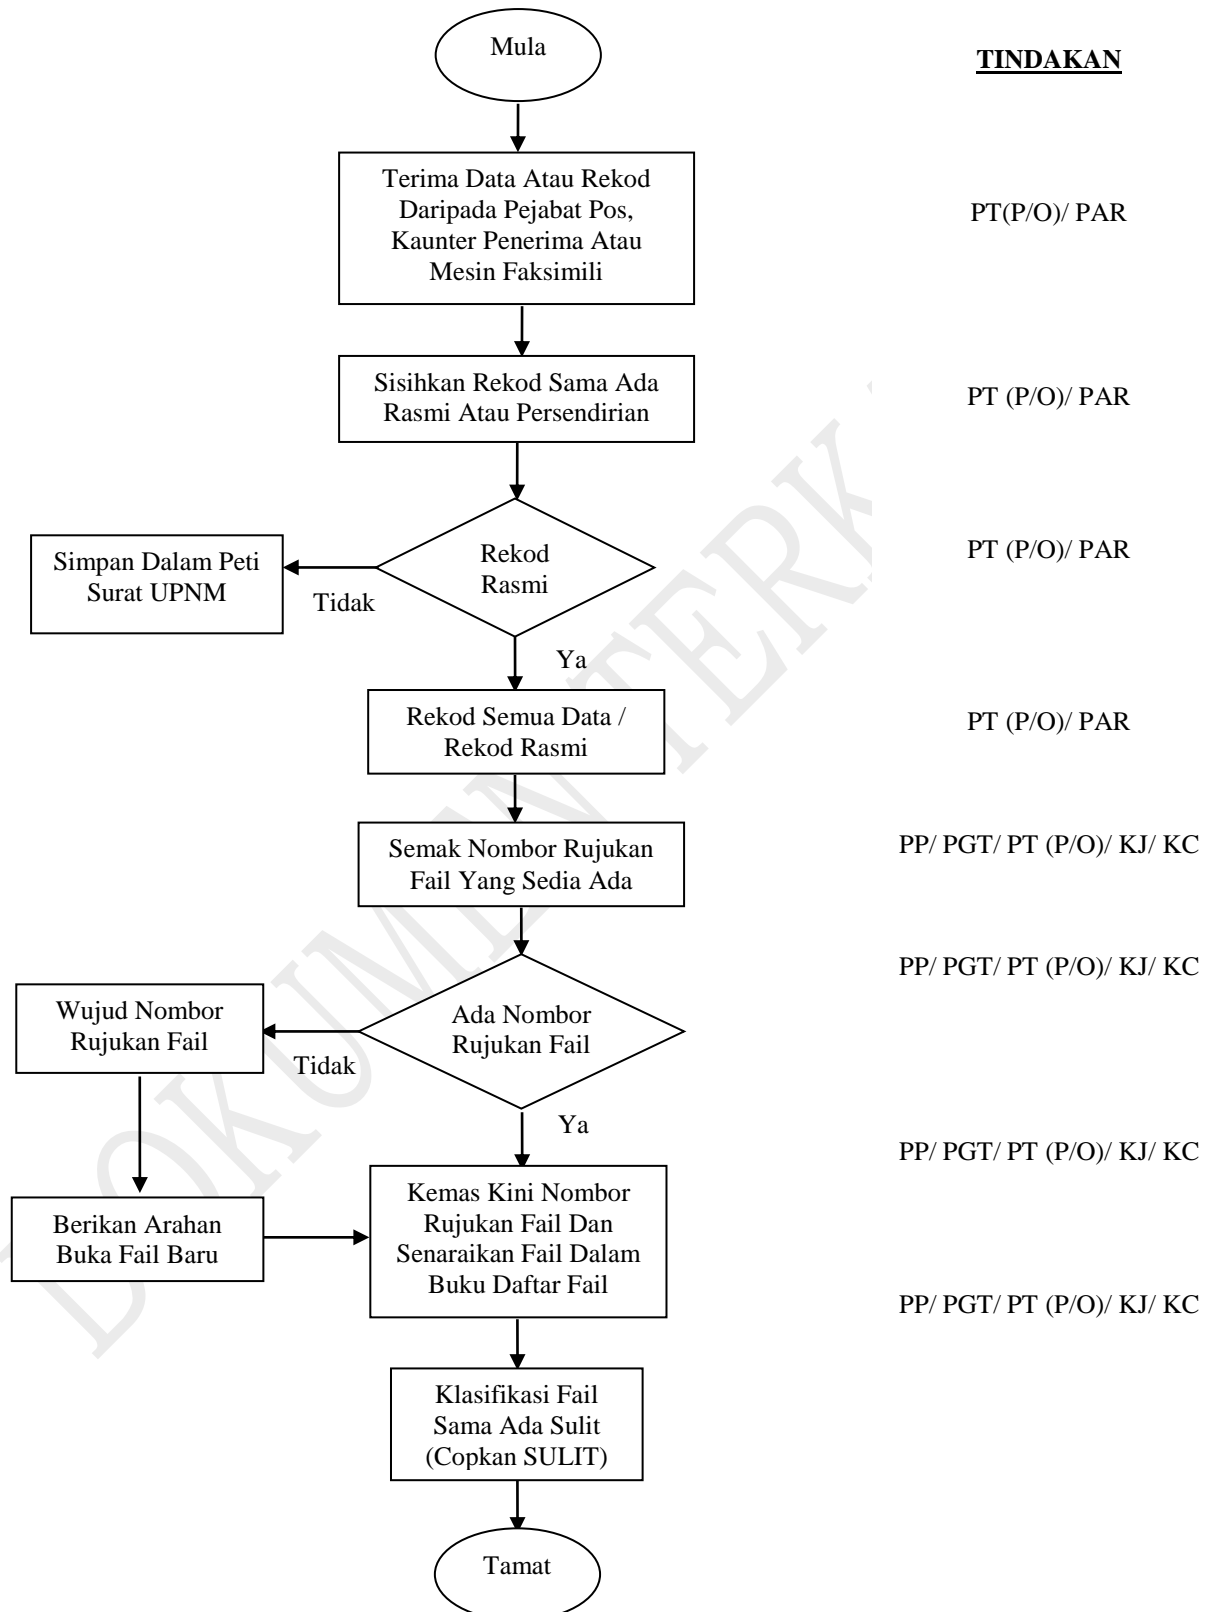 Mula
TINDAKAN
Terima Data Atau Rekod
Daripada Pejabat Pos,
Kaunter Penerima Atau
Mesin Faksimili
PT(P/O)/ PAR
Sisihkan Rekod Sama Ada
Rasmi Atau Persendirian
PT (P/O)/ PAR
Rekod
Rasmi
PT (P/O)/ PAR
Simpan Dalam Peti
Surat UPNM
Tidak
Ya
Rekod Semua Data /
Rekod Rasmi
PT (P/O)/ PAR
Semak Nombor Rujukan
Fail Yang Sedia Ada
PP/ PGT/ PT (P/O)/ KJ/ KC
Ada Nombor
Rujukan Fail
PP/ PGT/ PT (P/O)/ KJ/ KC
Wujud Nombor
Rujukan Fail
Tidak
Ya
Berikan Arahan
Buka Fail Baru
Kemas Kini Nombor
Rujukan Fail Dan
Senaraikan Fail Dalam
Buku Daftar Fail
PP/ PGT/ PT (P/O)/ KJ/ KC
Klasifikasi Fail
Sama Ada Sulit
(Copkan SULIT)
PP/ PGT/ PT (P/O)/ KJ/ KC
Tamat